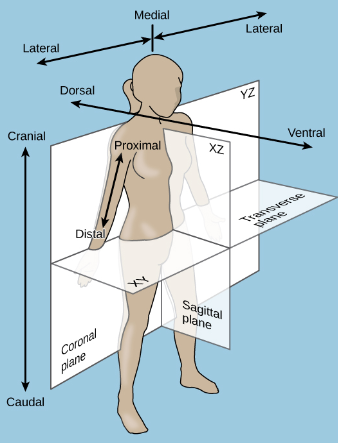 Medial
Lateral
Lateral
Dorsal
YZ
Ventral
Cranial
Proximal
XZ
Transverse
plane
Distal
XY
Sagittal
plane
Coronal
plane
Caudal